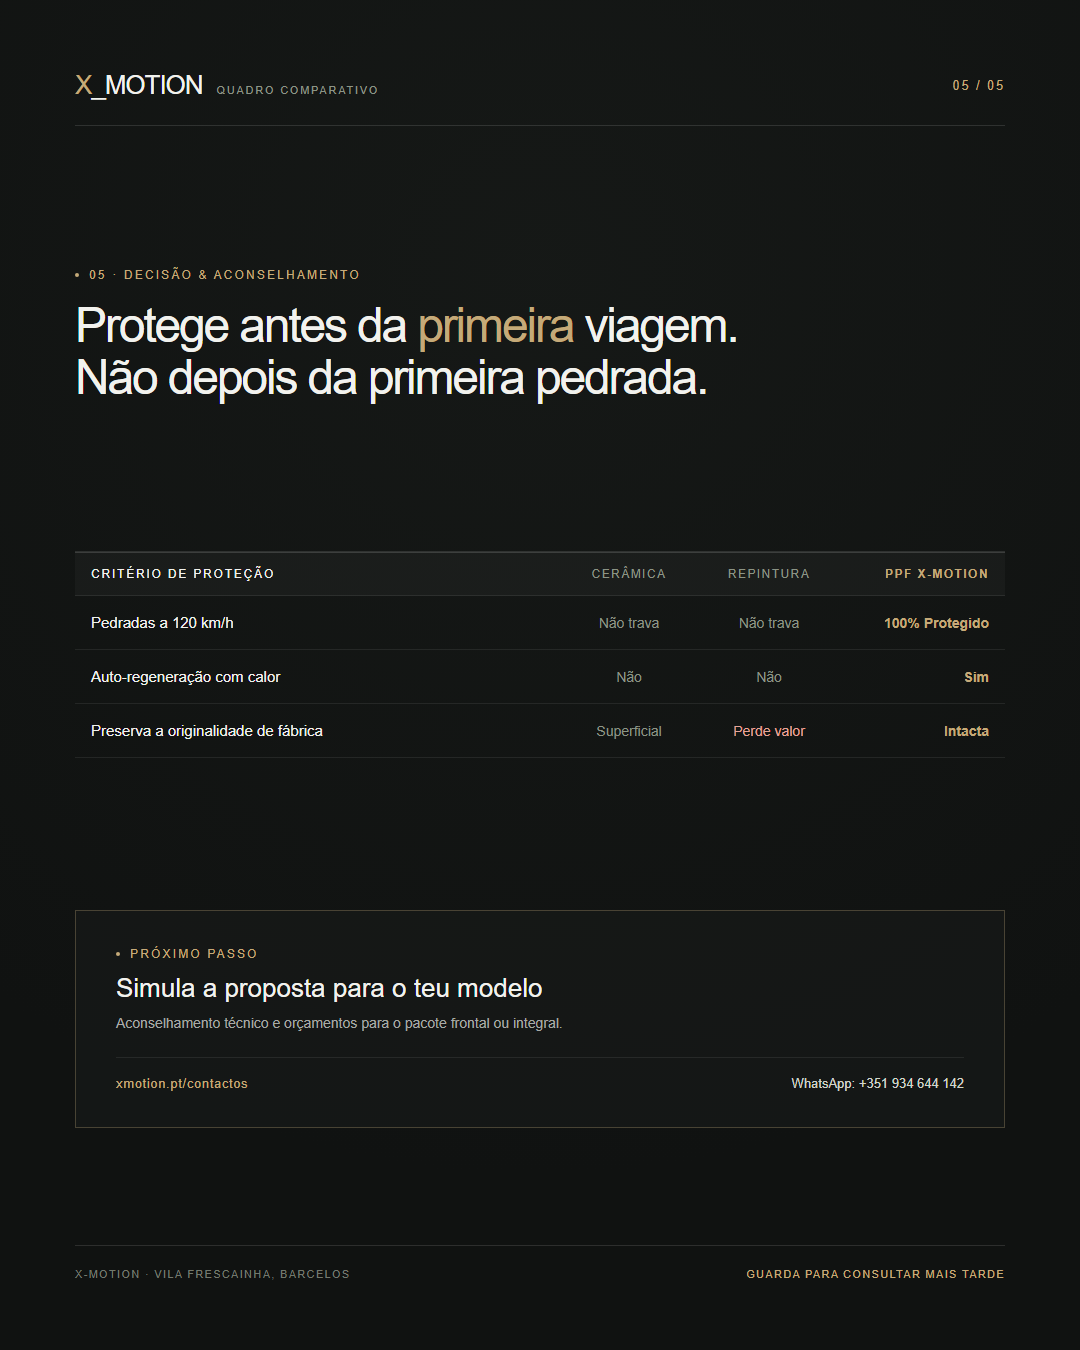 X_MOTION QUADRO COMPARATIVO
05 / 05
• 05 · DECISÃO & ACONSELHAMENTO
Protege antes da primeira viagem.
Não depois da primeira pedrada.
CRITÉRIO DE PROTEÇÃO CERÂMICA REPINTURA PPF X-MOTION
Pedradas a 120 km/h Não trava Não trava 100% Protegido
Auto-regeneração com calor Não Não Sim
Preserva a originalidade de fábrica Superficial Perde valor Intacta
• PRÓXIMO PASSO
Simula a proposta para o teu modelo
Aconselhamento técnico e orçamentos para o pacote frontal ou integral.
xmotion.pt/contactos WhatsApp: +351 934 644 142
X-MOTION · VILA FRESCAINHA, BARCELOS GUARDA PARA CONSULTAR MAIS TARDE